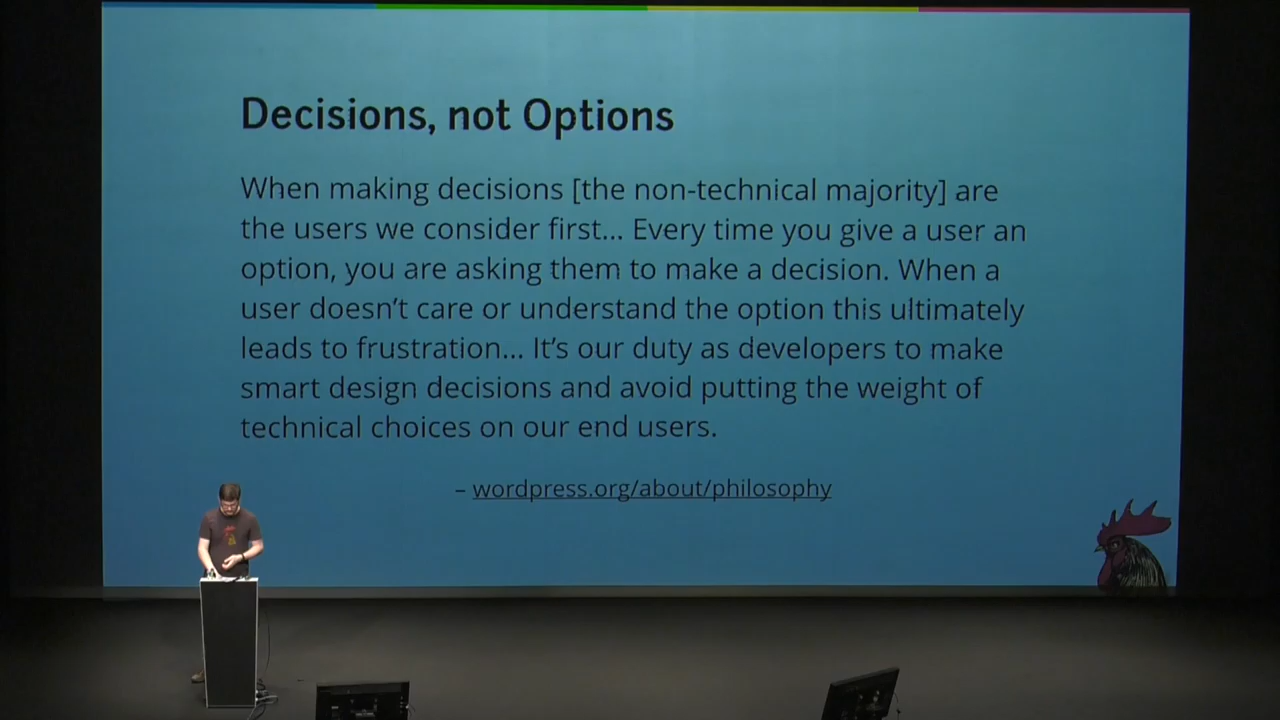 Decisions, not Options
When making decisions [the non-technical majority] are
the users we consider first... Every time you give a user an
option, you are asking them to make a decision. When a
user doesn’t care or understand the option this ultimately
leads to frustration... It’s our duty as developers to make
smart design decisions and avoid putting the weight of
technical choices on our end users.
– wordpress.org/about/philosophy